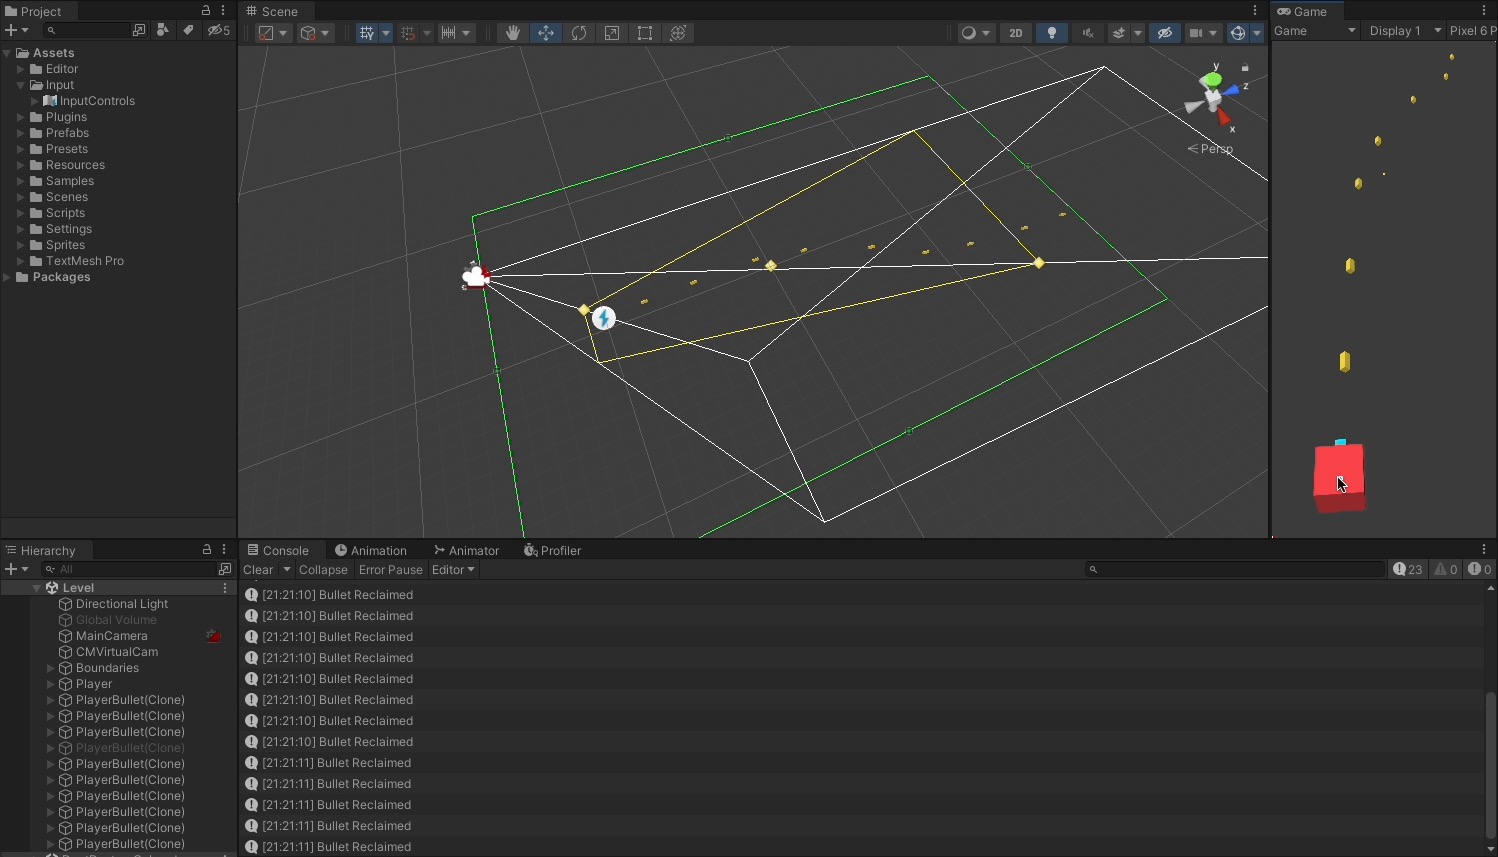 Project
5
Assets
Editor
Input
InputControls
Plugins
Prefabs
Presets
Resources
Samples
Scenes
Scripts
Settings
Sprites
TextMesh Pro
Packages
Scene
2D
y
z
x
Persp
Game
Game
Display 1
Pixel 6 P
Hierarchy
All
Level
Directional Light
Global Volume
MainCamera
CMVirtualCam
Boundaries
Player
PlayerBullet(Clone)
PlayerBullet(Clone)
PlayerBullet(Clone)
PlayerBullet(Clone)
PlayerBullet(Clone)
PlayerBullet(Clone)
PlayerBullet(Clone)
PlayerBullet(Clone)
PlayerBullet(Clone)
PlayerBullet(Clone)
Console
Animation
Animator
Profiler
Clear
Collapse
Error Pause
Editor
23
0
0
[21:21:10] Bullet Reclaimed
[21:21:10] Bullet Reclaimed
[21:21:10] Bullet Reclaimed
[21:21:10] Bullet Reclaimed
[21:21:10] Bullet Reclaimed
[21:21:10] Bullet Reclaimed
[21:21:10] Bullet Reclaimed
[21:21:10] Bullet Reclaimed
[21:21:11] Bullet Reclaimed
[21:21:11] Bullet Reclaimed
[21:21:11] Bullet Reclaimed
[21:21:11] Bullet Reclaimed
[21:21:11] Bullet Reclaimed